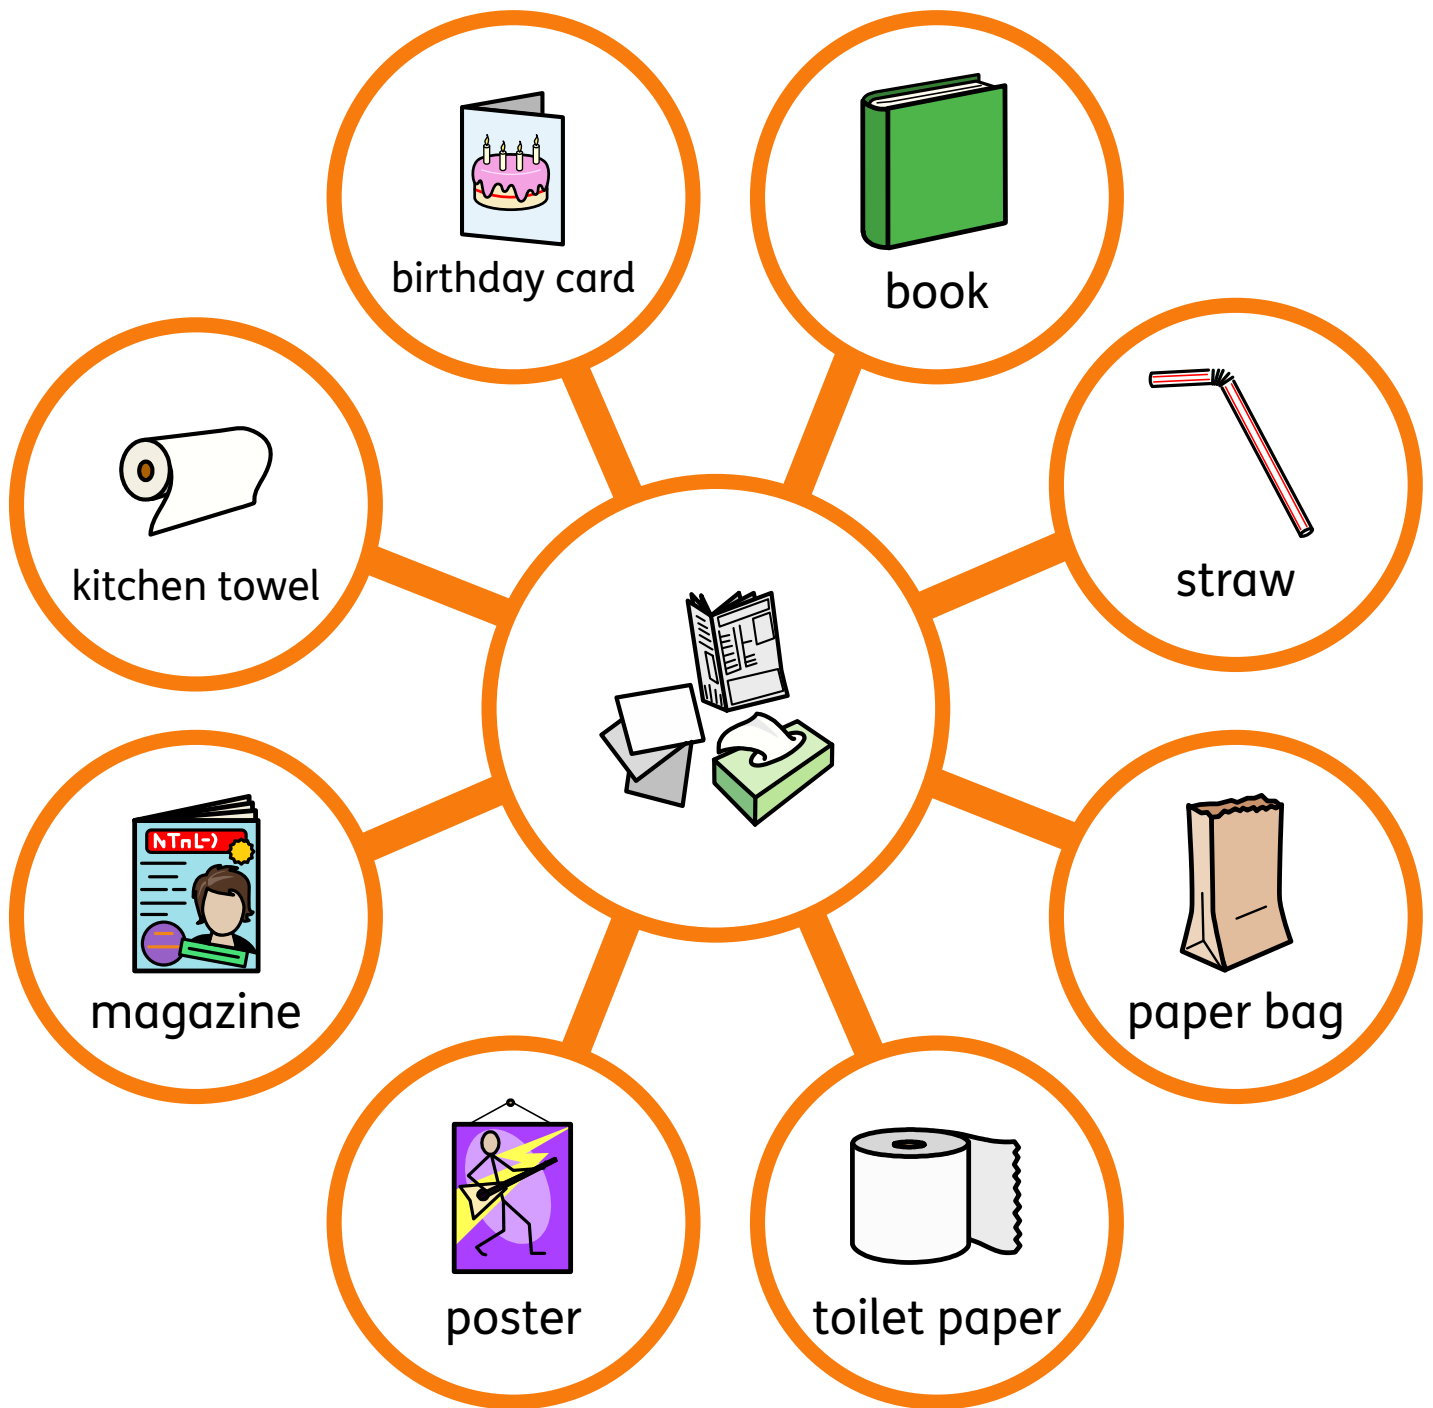 birthday card
book
kitchen towel
straw
magazine
paper bag
poster
toilet paper